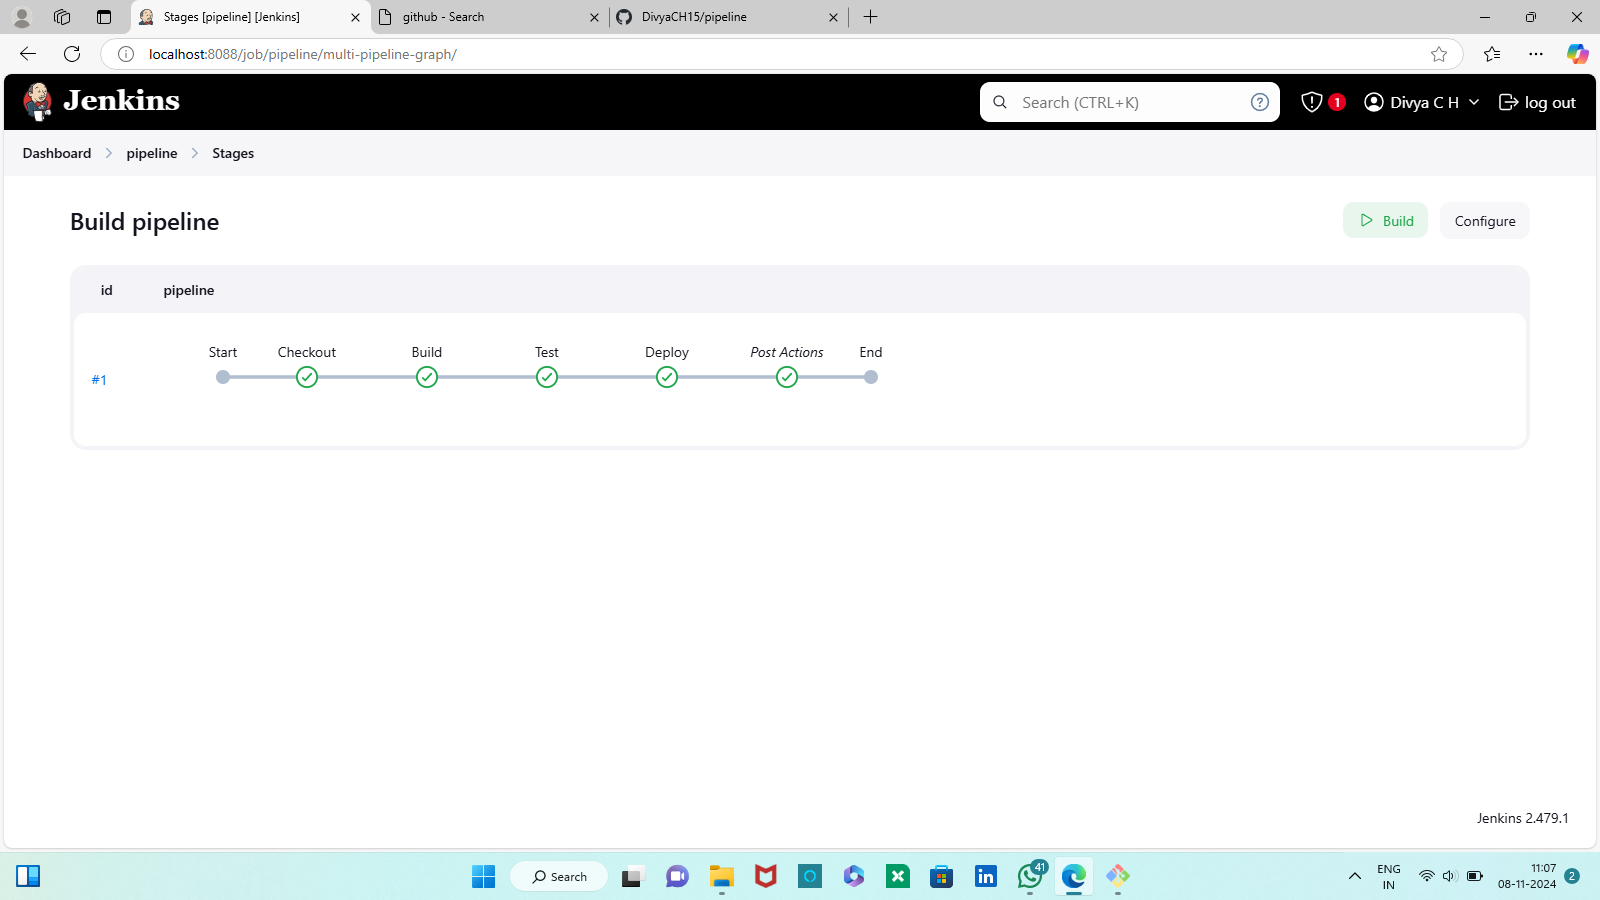 Stages [pipeline] [Jenkins]
github - Search
DivyaCH15/pipeline
localhost:8088/job/pipeline/multi-pipeline-graph/
Jenkins
Search (CTRL+K)
?
1
Divya C H
log out
Dashboard
pipeline
Stages
Build pipeline
Build
Configure
id
pipeline
Start
Checkout
Build
Test
Deploy
Post Actions
End
#1
Jenkins 2.479.1
Search
41
ENG
IN
11:07
08-11-2024
2